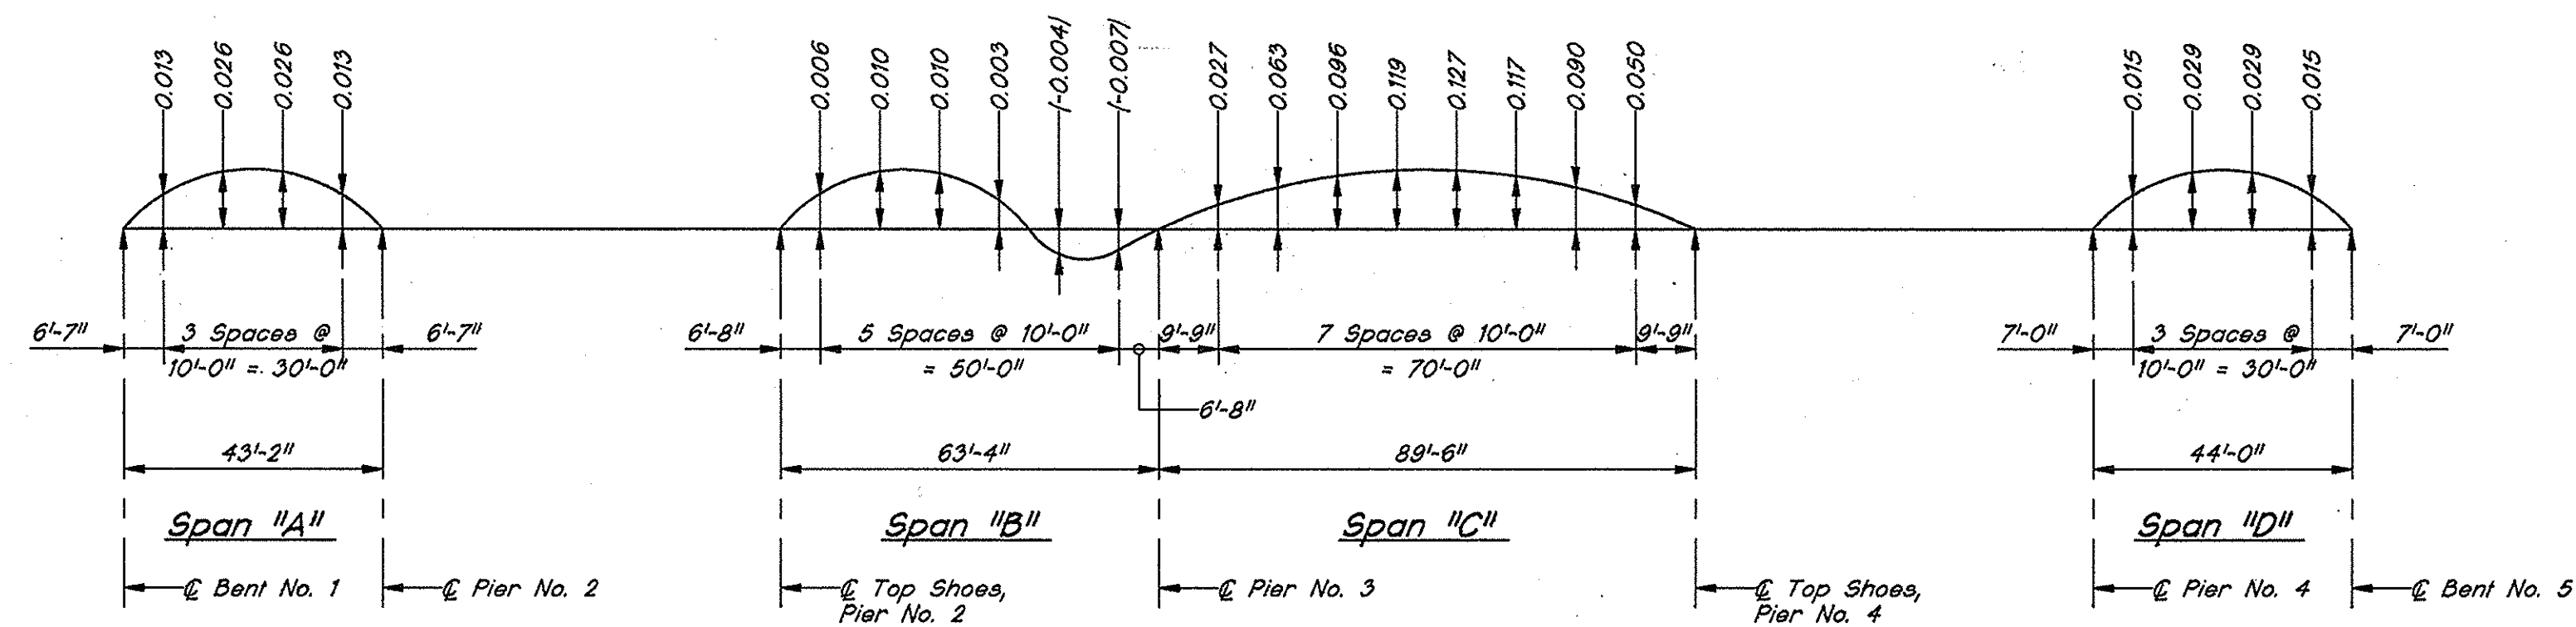 0.013
0.026
0.026
0.013
0.006
0.010
0.010
0.003
(-0.004)
(-0.007)
0.027
0.063
0.096
0.119
0.127
0.117
0.090
0.050
0.015
0.029
0.029
0.015
6'-7"
3 Spaces @
10'-0" = 30'-0"
6'-7"
6'-8"
5 Spaces @ 10'-0"
= 50'-0"
6'-8"
9'-9"
7 Spaces @ 10'-0"
= 70'-0"
9'-9"
7'-0"
3 Spaces @
10'-0" = 30'-0"
7'-0"
43'-2"
63'-4"
89'-6"
44'-0"
Span "A"
Span "B"
Span "C"
Span "D"
℄ Bent No. 1
℄ Pier No. 2
℄ Top Shoes,
Pier No. 2
℄ Pier No. 3
℄ Top Shoes,
Pier No. 4
℄ Pier No. 4
℄ Bent No. 5